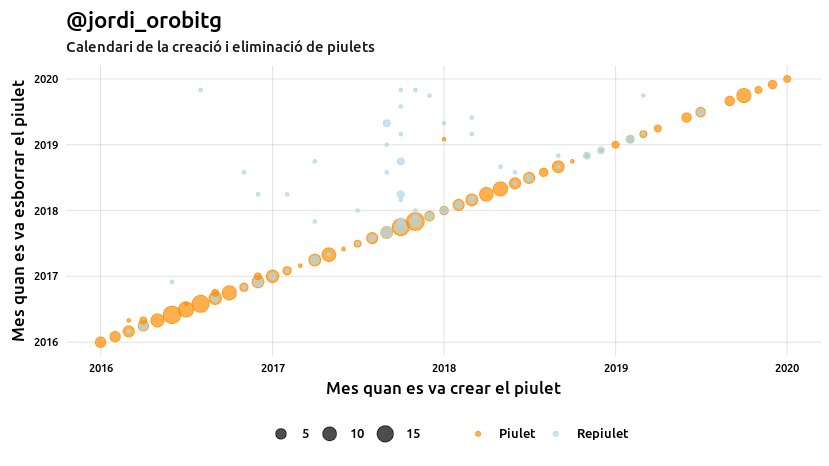 @jordi_orobitg
Calendari de la creació i eliminació de piulets
Mes quan es va esborrar el piulet
2020
2019
2018
2017
2016
2016 2017 2018 2019 2020
Mes quan es va crear el piulet
5 10 15 Piulet Repiulet